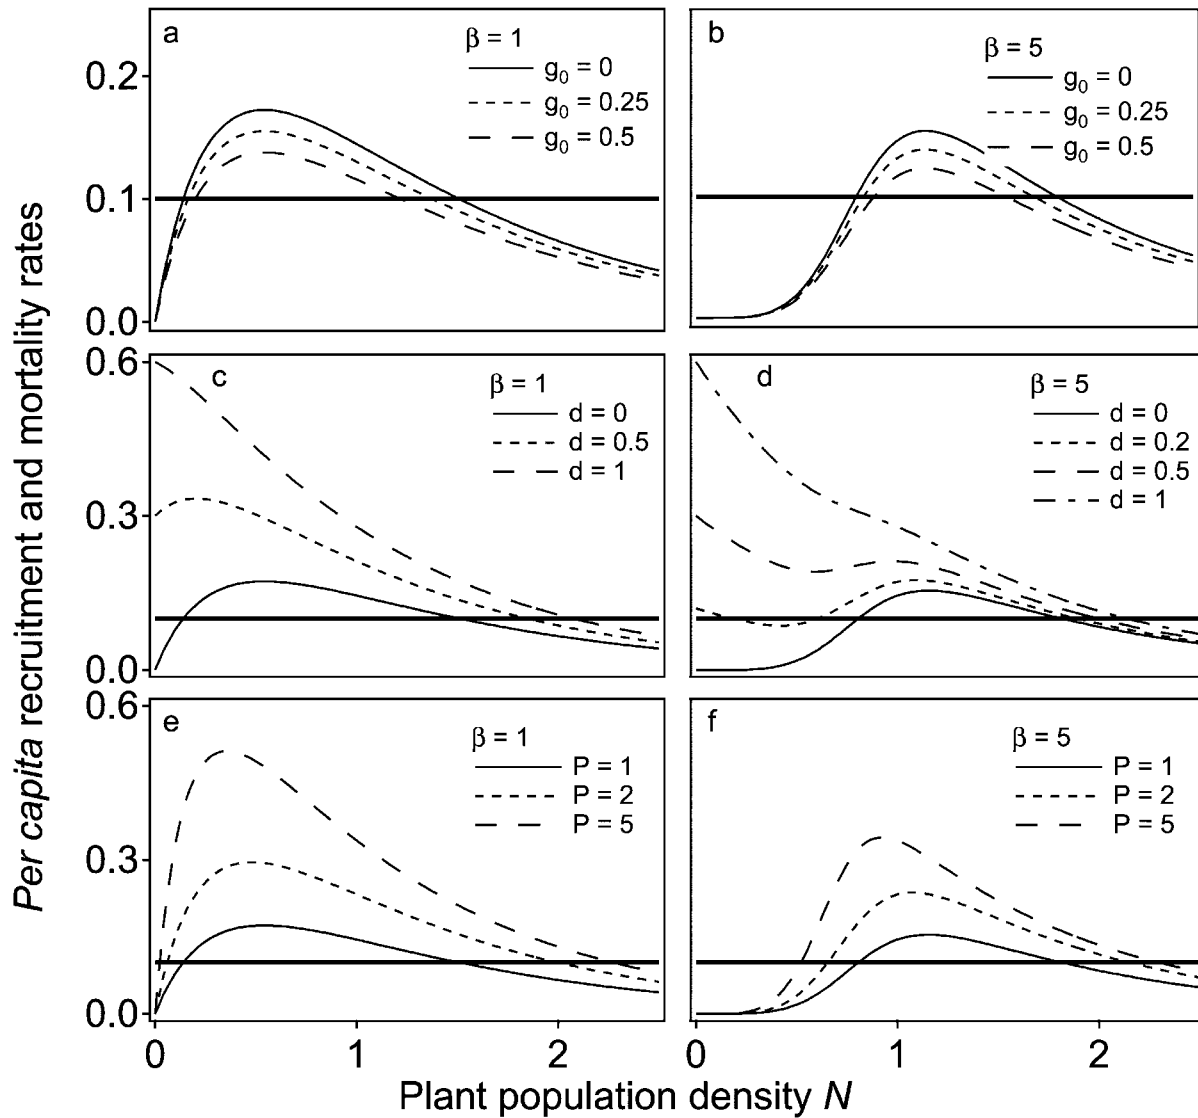 a
β = 1
g₀ = 0
g₀ = 0.25
g₀ = 0.5
b
β = 5
g₀ = 0
g₀ = 0.25
g₀ = 0.5
0.2
0.1
0.0
c
β = 1
d = 0
d = 0.5
d = 1
d
β = 5
d = 0
d = 0.2
d = 0.5
d = 1
0.6
0.3
0.0
e
β = 1
P = 1
P = 2
P = 5
f
β = 5
P = 1
P = 2
P = 5
0.6
0.3
0.0
0 1 2
0 1 2
Per capita recruitment and mortality rates
Plant population density N